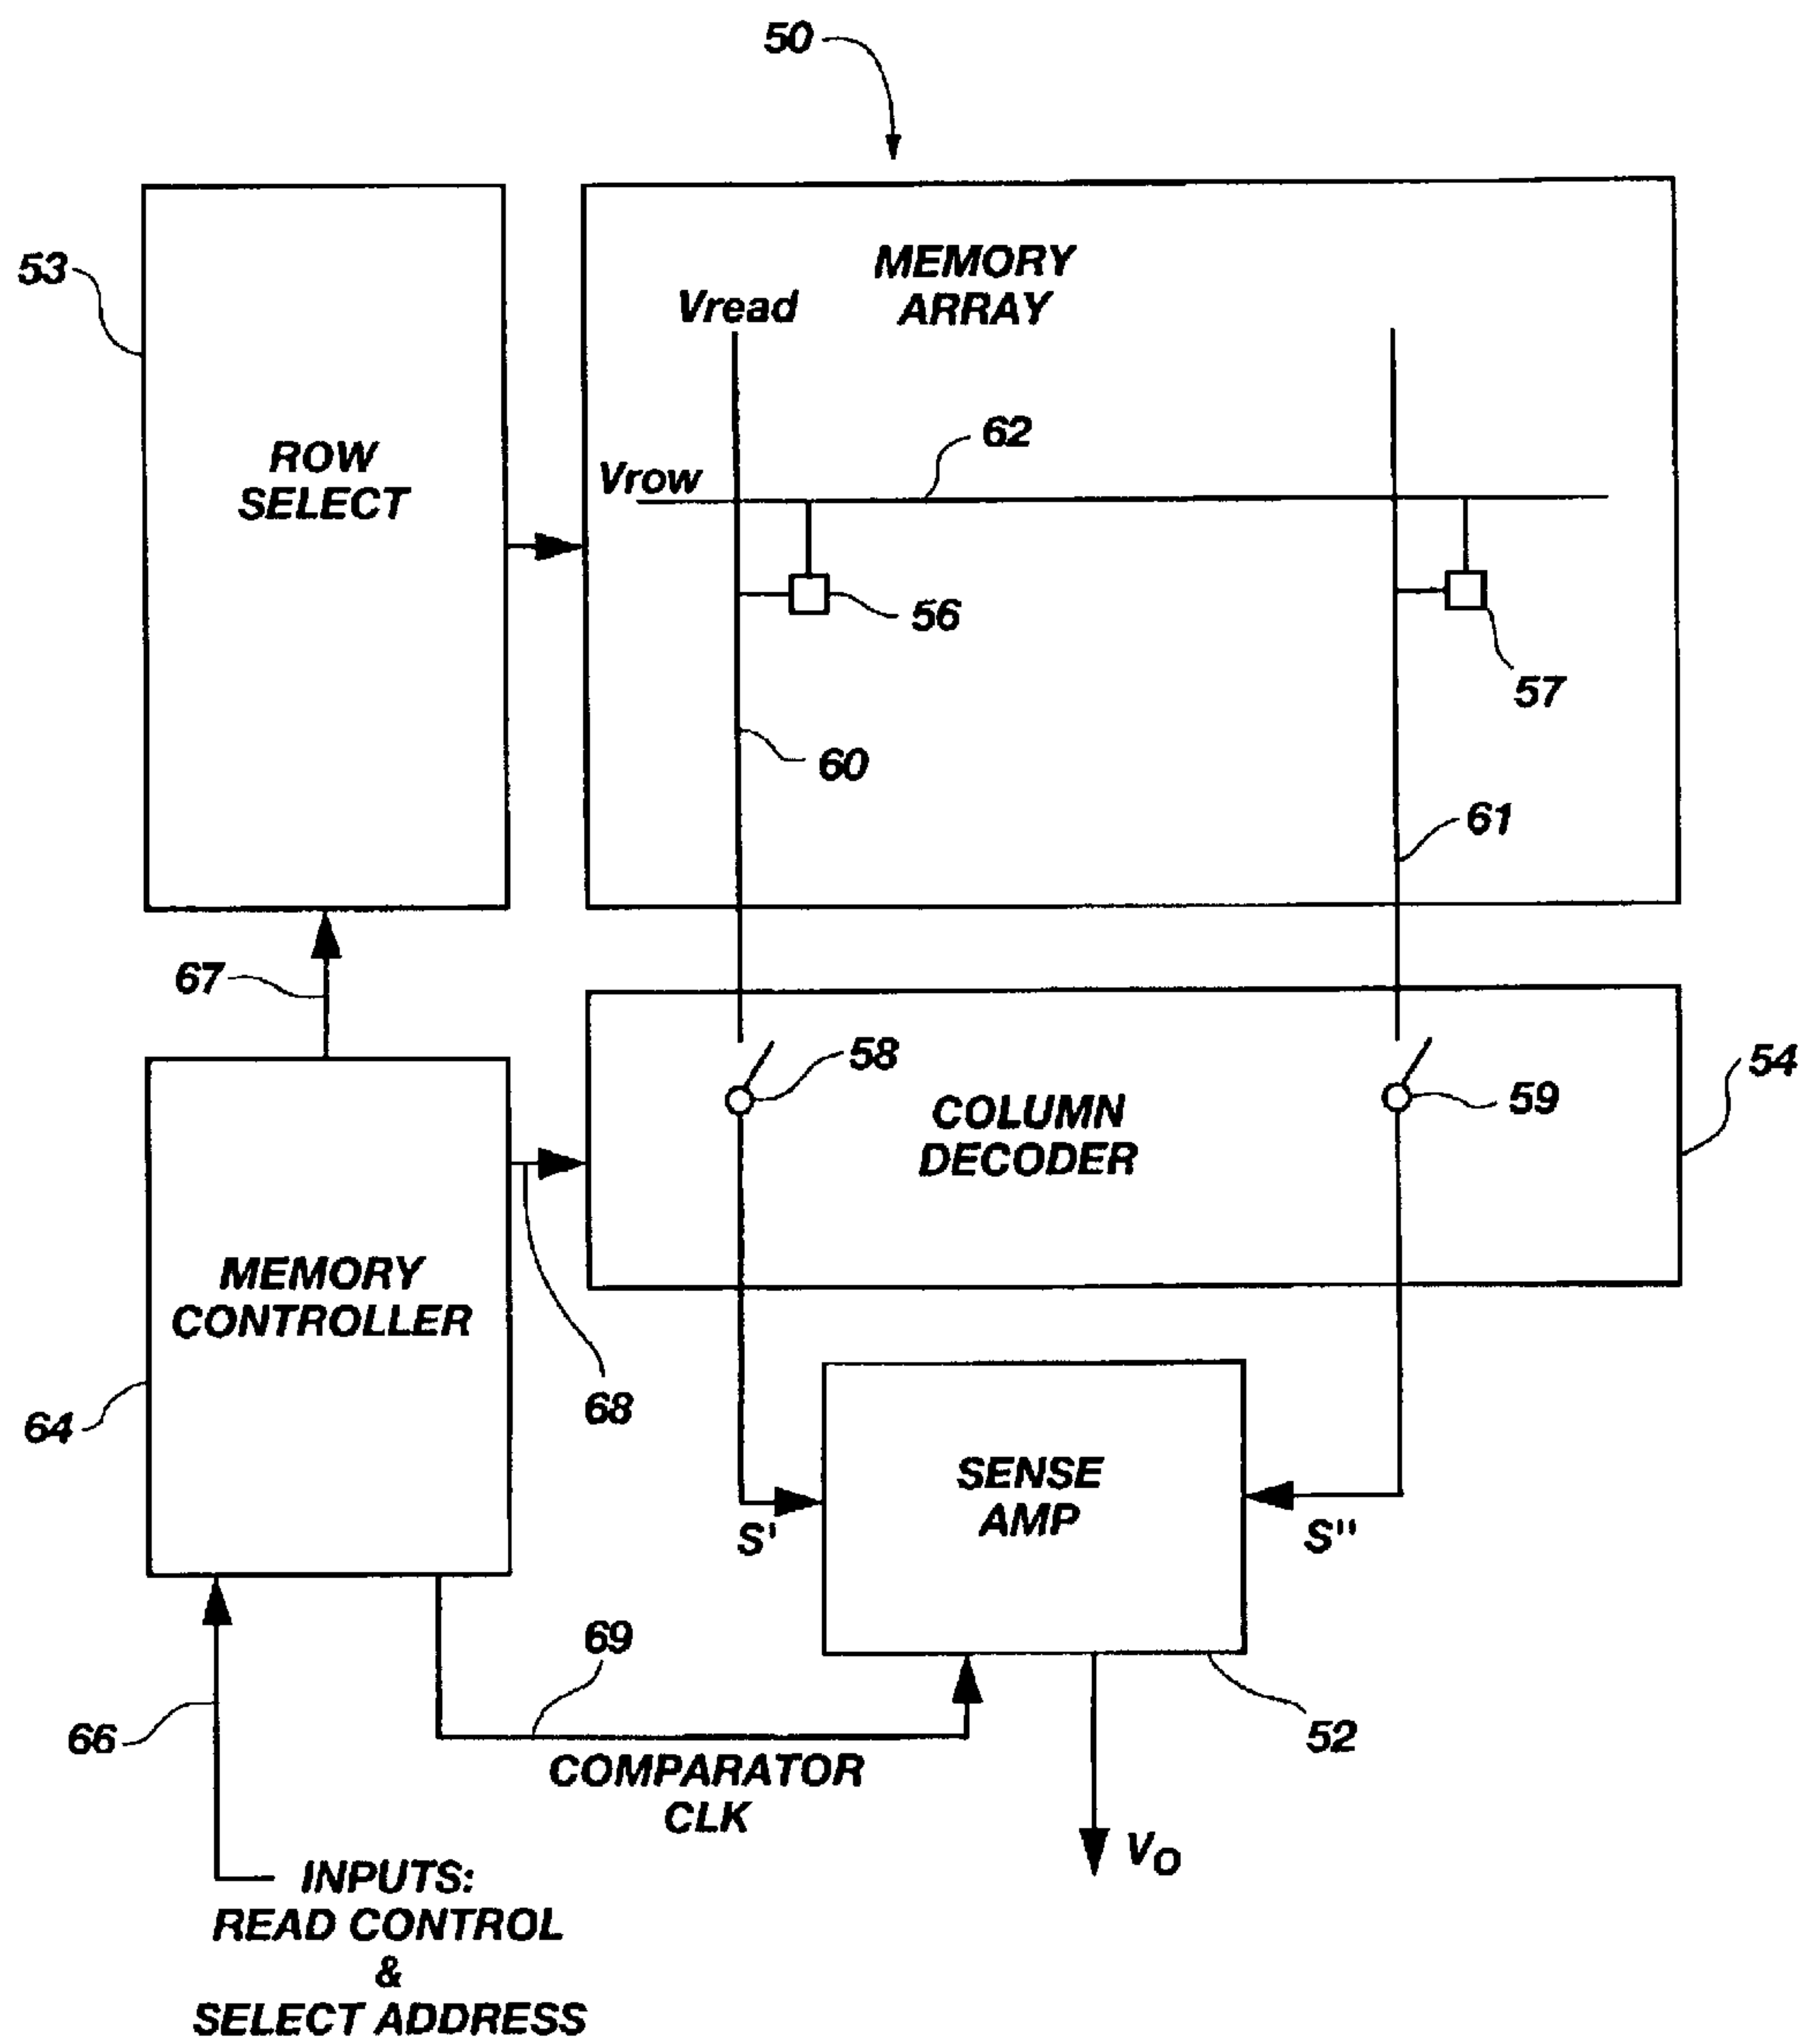 50
53
MEMORY
ARRAY
Vread
62
ROW
SELECT
Vrow
56
57
60
61
67
58
59
54
COLUMN
DECODER
MEMORY
CONTROLLER
68
64
SENSE
AMP
S'
S"
69
66
52
COMPARATOR
CLK
VO
INPUTS:
READ CONTROL
&
SELECT ADDRESS